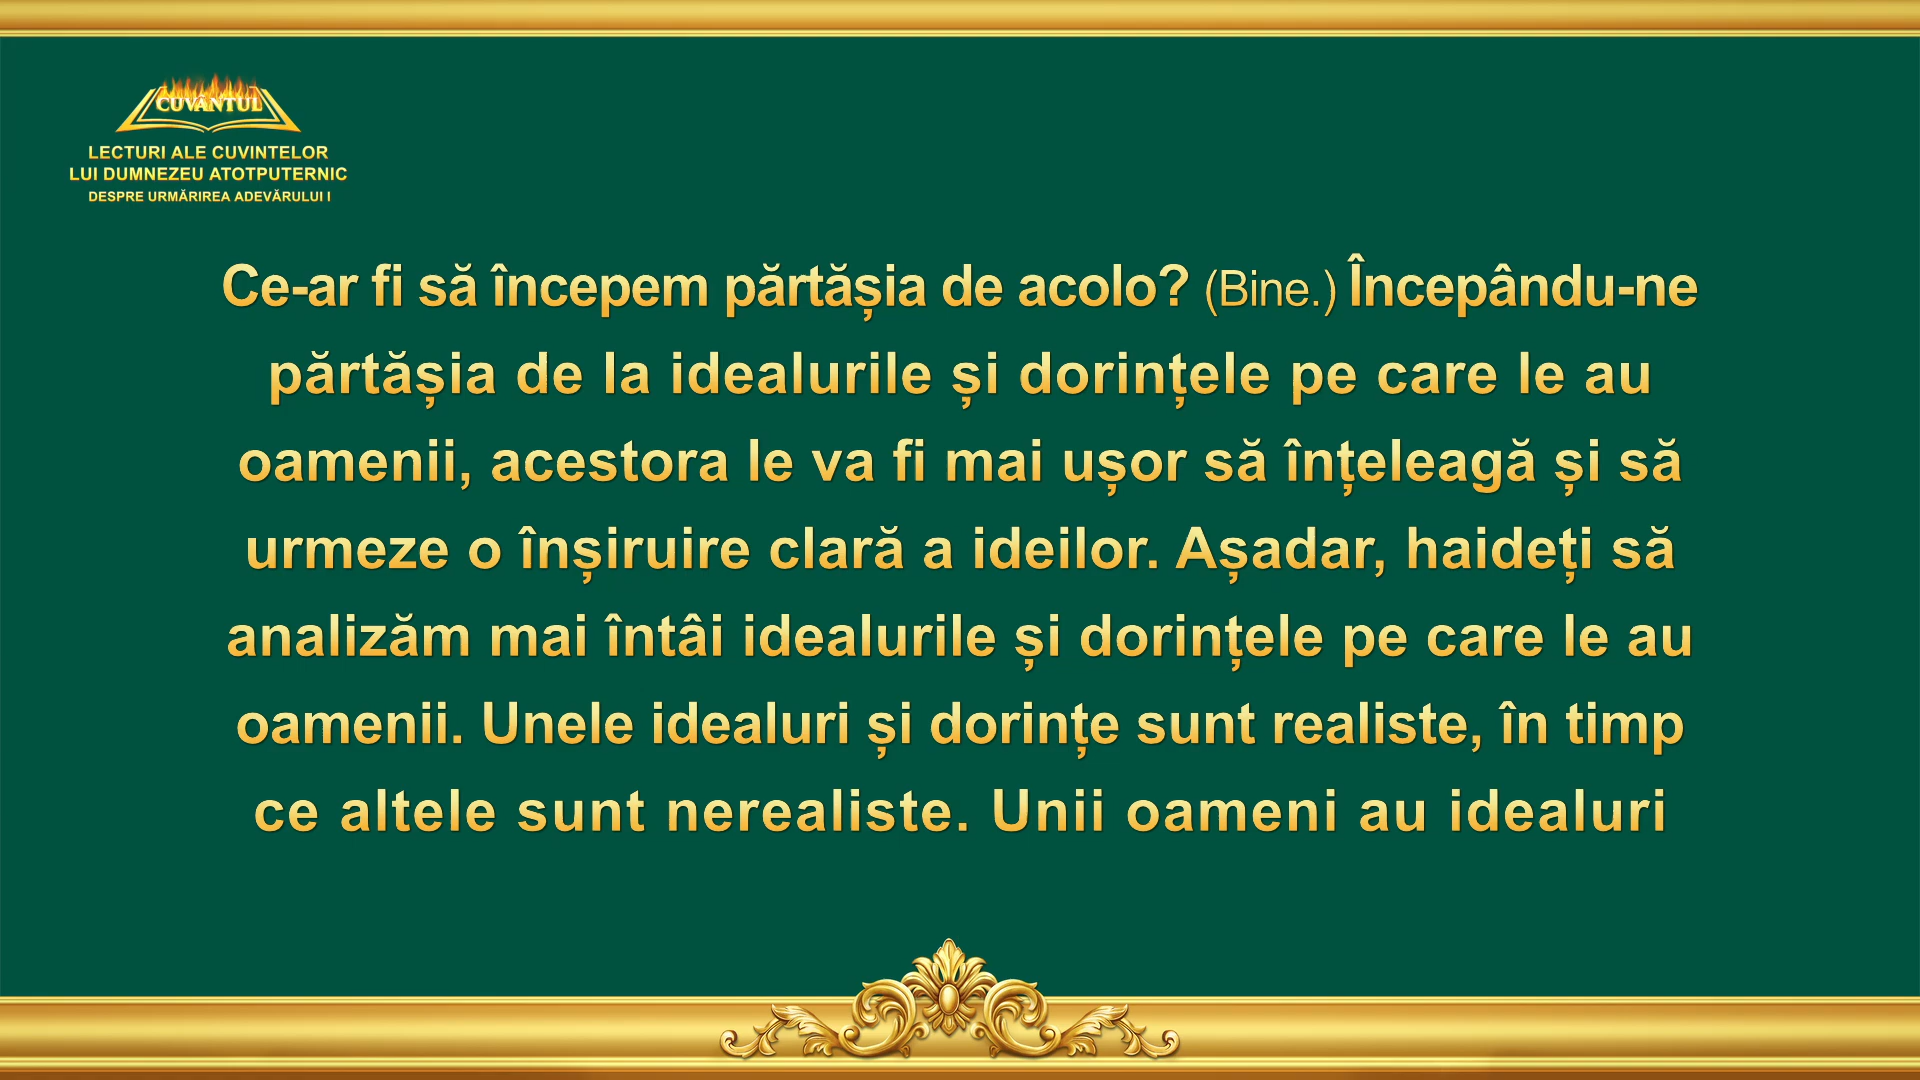 CUVÂNTUL
LECTURI ALE CUVINTELOR
LUI DUMNEZEU ATOTPUTERNIC
DESPRE URMĂRIREA ADEVĂRULUI I
Ce-ar fi să începem părtășia de acolo? (Bine.) Începându-ne
părtășia de la idealurile și dorințele pe care le au
oamenii, acestora le va fi mai ușor să înțeleagă și să
urmeze o înșiruire clară a ideilor. Așadar, haideți să
analizăm mai întâi idealurile și dorințele pe care le au
oamenii. Unele idealuri și dorințe sunt realiste, în timp
ce altele sunt nerealiste. Unii oameni au idealuri